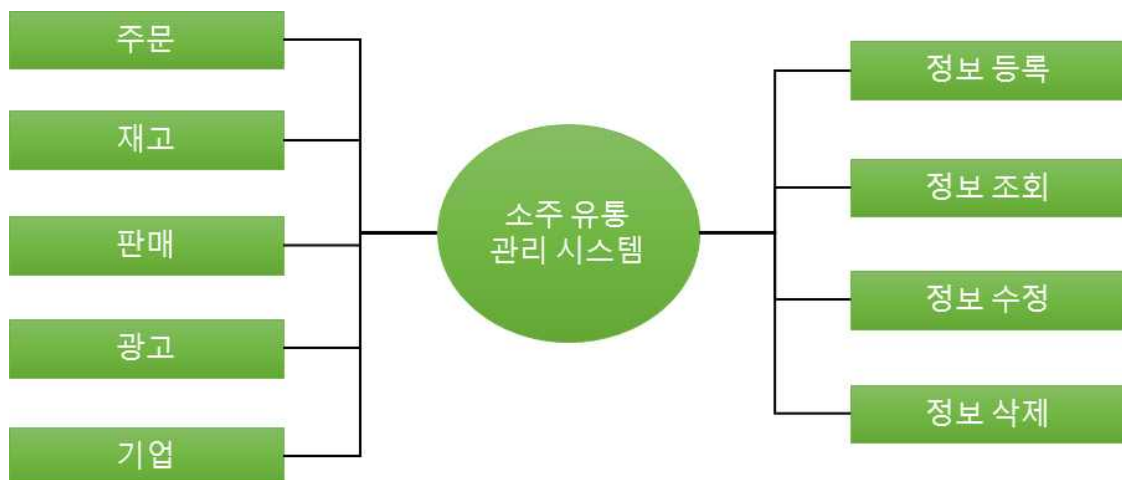 주문
재고
판매
광고
기업
소주 유통
관리 시스템
정보 등록
정보 조회
정보 수정
정보 삭제